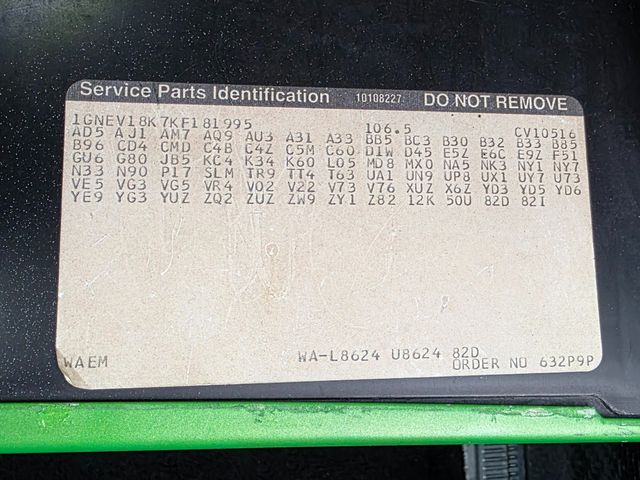 Service Parts Identification 10108227: DO NOT REMOVE
1GNEV18K7KF181995 106.5 CV10516
AD5 AJ1 AM7 AQ9 AU3 A31 A33 BB5 BC3 B30 B32 B33 B85
B96 CD4 CMD C4B C4Z C5M C60 D1W D45 E5Z E6C E9Z F51
GU6 G80 JB5 KC4 K34 K60 L05 MD8 MX0 NA5 NK3 NY1 NY7
N33 N90 P17 SLM TR9 TT4 T63 UA1 UN9 UP8 UX1 UY7 U73
VE5 VG3 VG5 VR4 V02 V22 V73 V76 XUZ X6Z YD3 YD5 YD6
YE9 YG3 YUZ ZQ2 ZUZ ZW9 ZY1 Z82 12K 50U 82D 82I
WAEM WA-L8624 U8624 82D
ORDER NO 632P9P